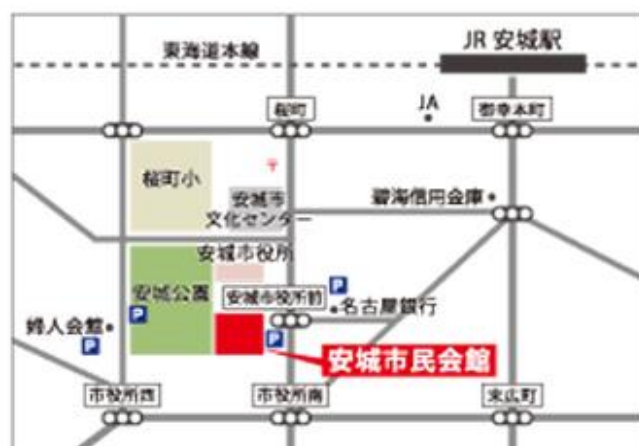 JR 安城駅
東海道本線
桜町
JA
御幸本町
〒
桜町小
安城市
文化センター
碧海信用金庫
安城市役所
安城公園
P
安城市役所前
P
名古屋銀行
婦人会館
P
P
安城市民会館
市役所西
市役所南
末広町